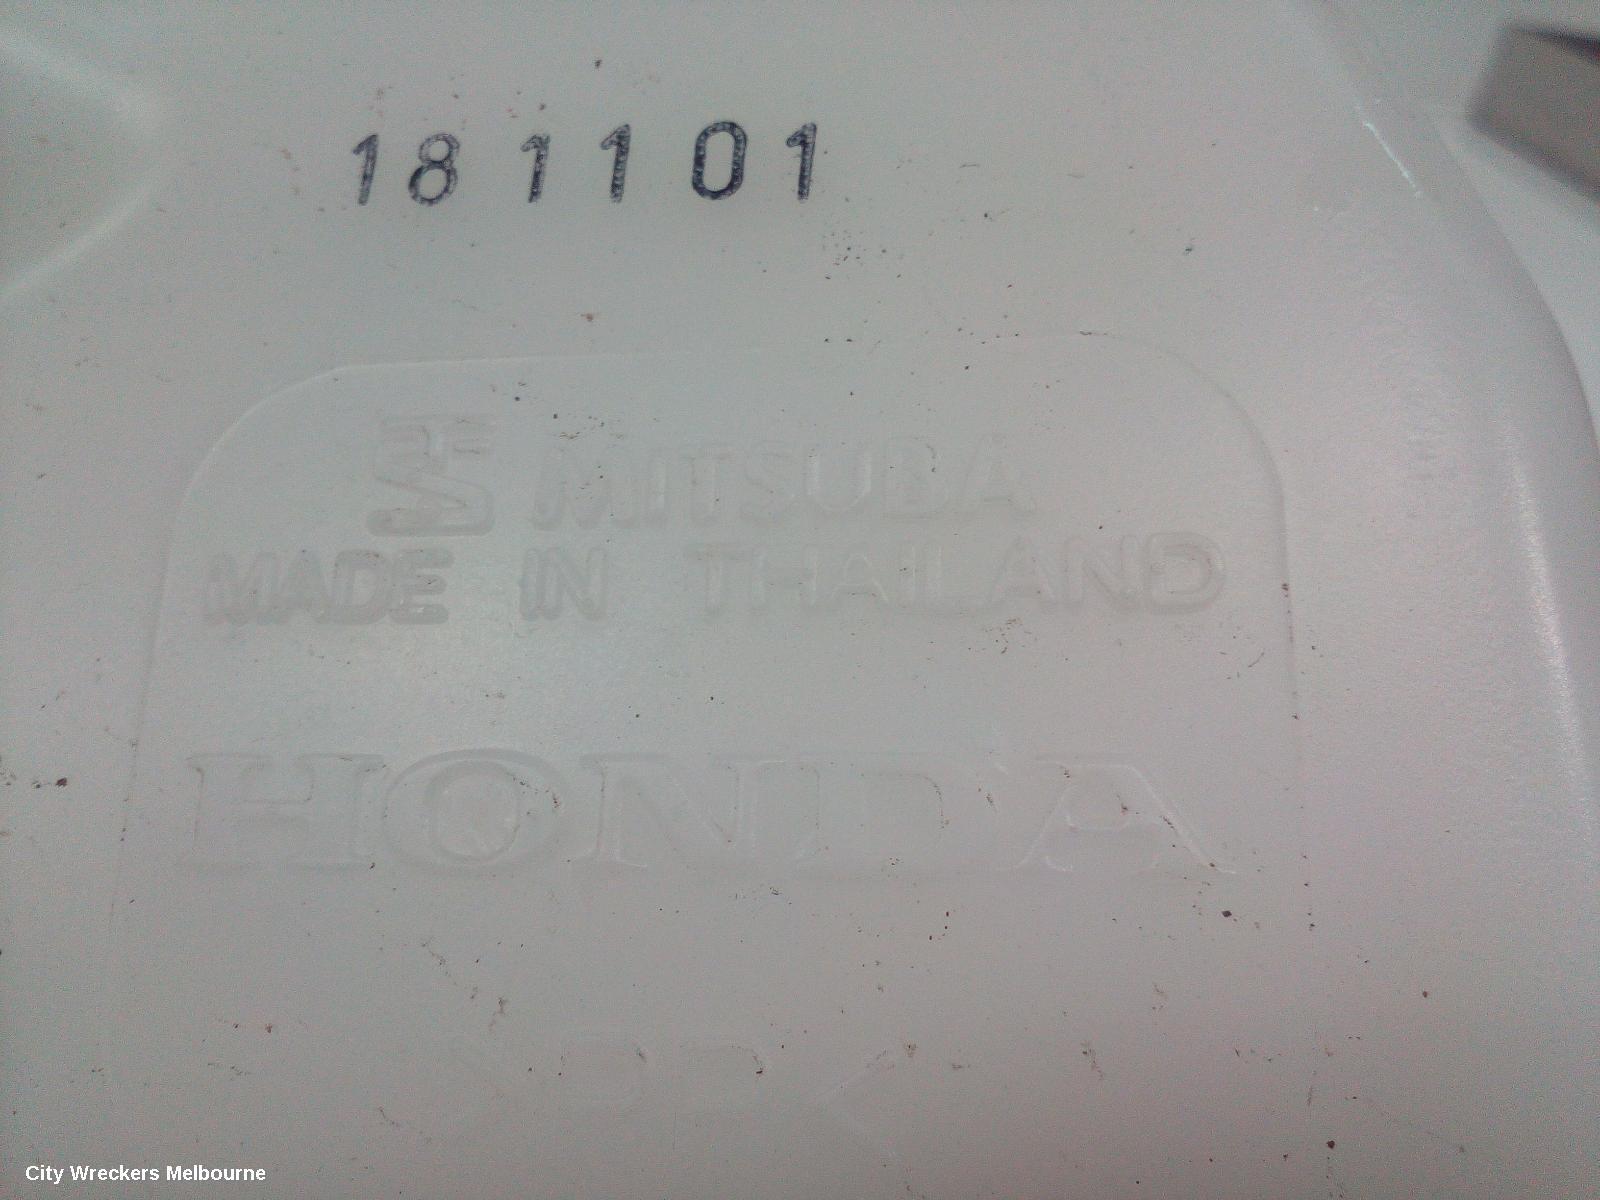 181101
MITSUBA
MADE IN THAILAND
HONDA
City Wreckers Melbourne